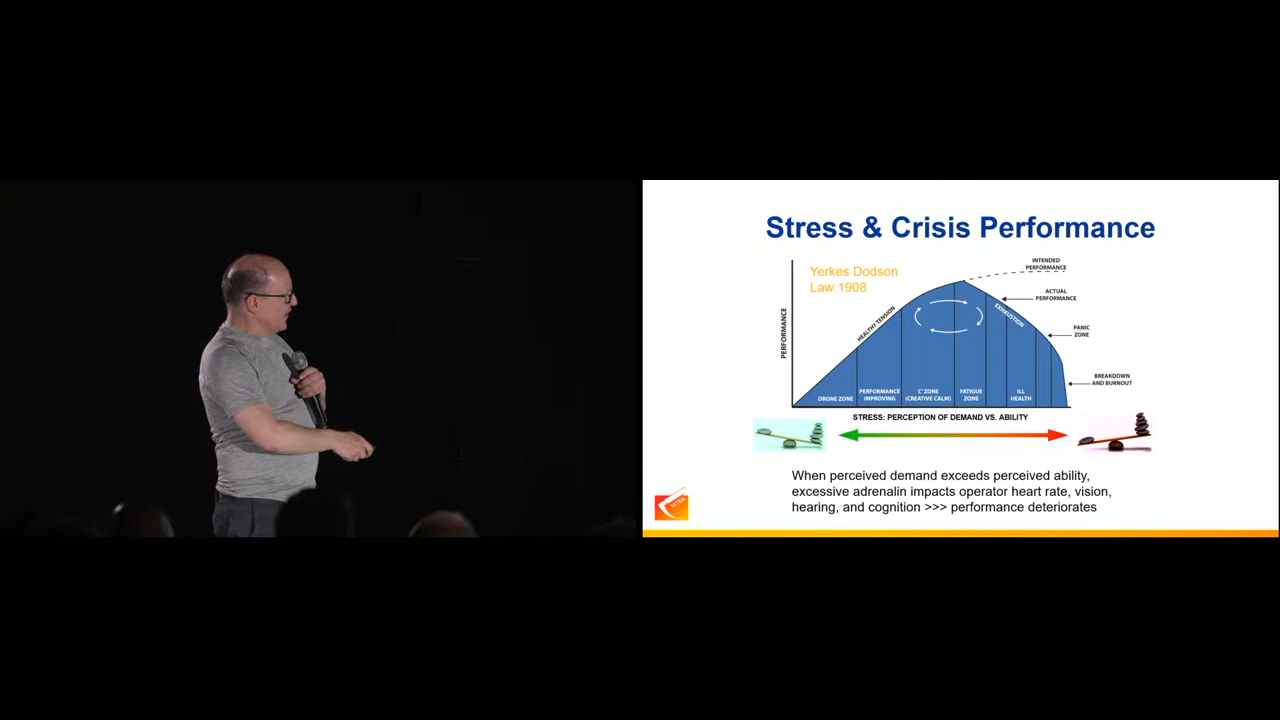 Stress & Crisis Performance
Yerkes Dodson
Law 1908
INTENDED
PERFORMANCE
ACTUAL
PERFORMANCE
PANIC
ZONE
BREAKDOWN
AND BURNOUT
PERFORMANCE
HEALTHY TENSION
EXHAUSTION
DRONE ZONE
PERFORMANCE
IMPROVING
C' ZONE
(CREATIVE CALM)
FATIGUE
ZONE
ILL
HEALTH
STRESS: PERCEPTION OF DEMAND VS. ABILITY
When perceived demand exceeds perceived ability,
excessive adrenalin impacts operator heart rate, vision,
hearing, and cognition >>> performance deteriorates